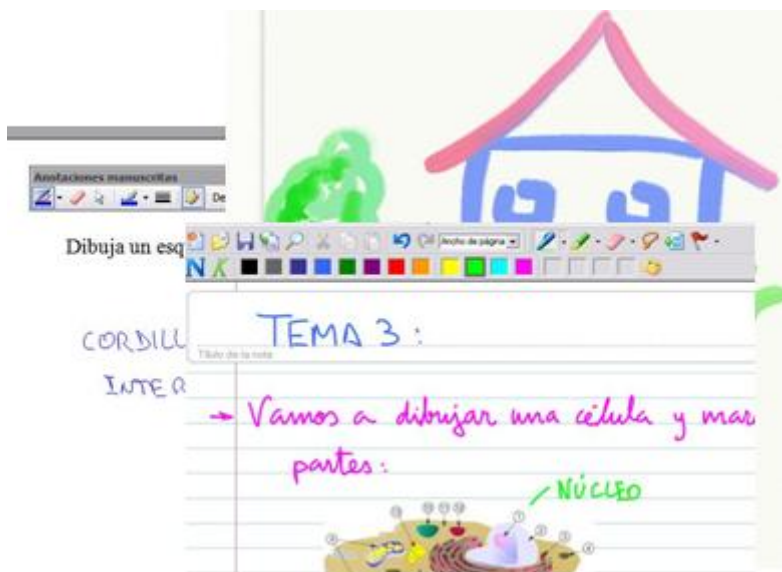 Anotaciones manuscritas
De
Dibuja un esq
CORDILL
INTER
Ancho de página
N K
TEMA 3:
Título de la nota
→ Vamos a dibujar una célula y mar
partes:
NÚCLEO